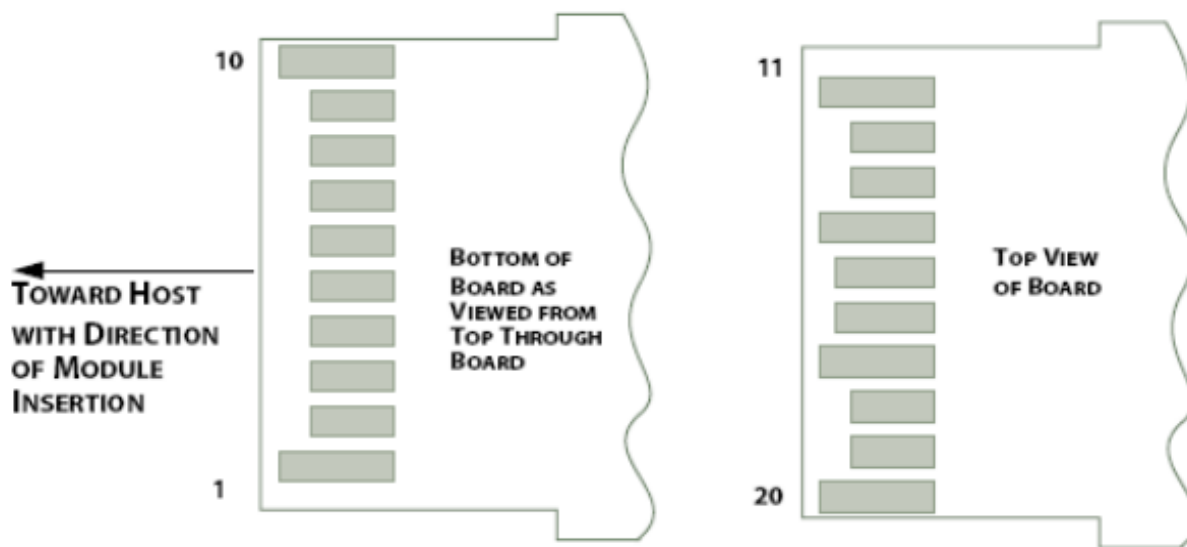 10
TOWARD HOST
WITH DIRECTION
OF MODULE
INSERTION
1
BOTTOM OF
BOARD AS
VIEWED FROM
TOP THROUGH
BOARD
11
TOP VIEW
OF BOARD
20